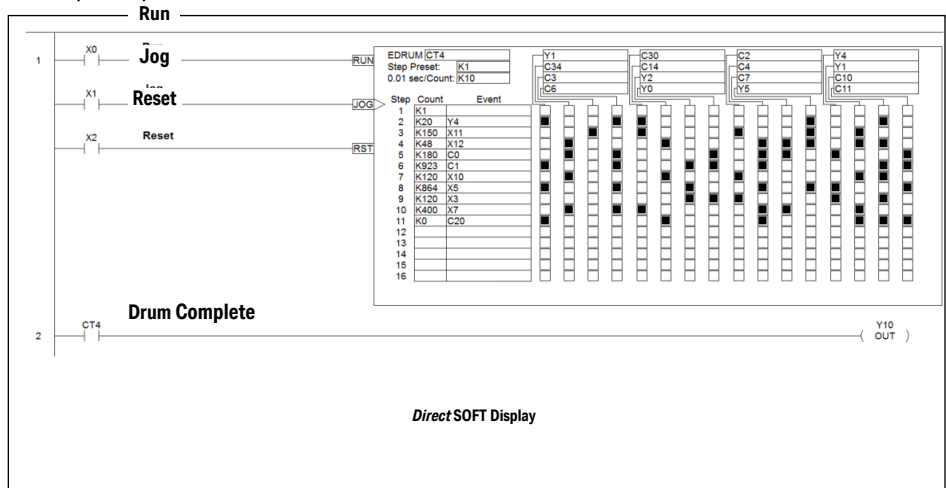 Run
1
X0
Jog
RUN
X1
Reset
JOG
X2
Reset
RST
EDRUM CT4
Step Preset: K1
0.01 sec/Count: K10
Y1 C30 C2 Y4
C34 C14 C4 Y1
C3 Y2 C7 C10
C6 Y0 Y5 C11
Step Count Event
1 K1
2 K20 Y4
3 K150 X11
4 K48 X12
5 K180 C0
6 K923 C1
7 K120 X10
8 K864 X5
9 K120 X3
10 K400 X7
11 K0 C20
12
13
14
15
16
Drum Complete
2
CT4
Y10
OUT
Direct SOFT Display